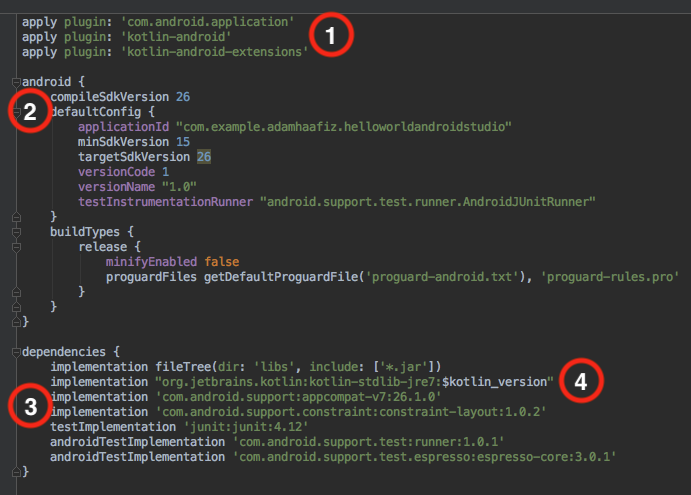 apply plugin: 'com.android.application'
apply plugin: 'kotlin-android'
apply plugin: 'kotlin-android-extensions'
1
android {
compileSdkVersion 26
2
defaultConfig {
applicationId "com.example.adamhaafiz.helloworldandroidstudio"
minSdkVersion 15
targetSdkVersion 26
versionCode 1
versionName "1.0"
testInstrumentationRunner "android.support.test.runner.AndroidJUnitRunner"
}
buildTypes {
release {
minifyEnabled false
proguardFiles getDefaultProguardFile('proguard-android.txt'), 'proguard-rules.pro'
}
}
}
dependencies {
implementation fileTree(dir: 'libs', include: ['*.jar'])
implementation "org.jetbrains.kotlin:kotlin-stdlib-jre7:$kotlin_version"
4
implementation 'com.android.support:appcompat-v7:26.1.0'
3
implementation 'com.android.support.constraint:constraint-layout:1.0.2'
testImplementation 'junit:junit:4.12'
androidTestImplementation 'com.android.support.test:runner:1.0.1'
androidTestImplementation 'com.android.support.test.espresso:espresso-core:3.0.1'
}